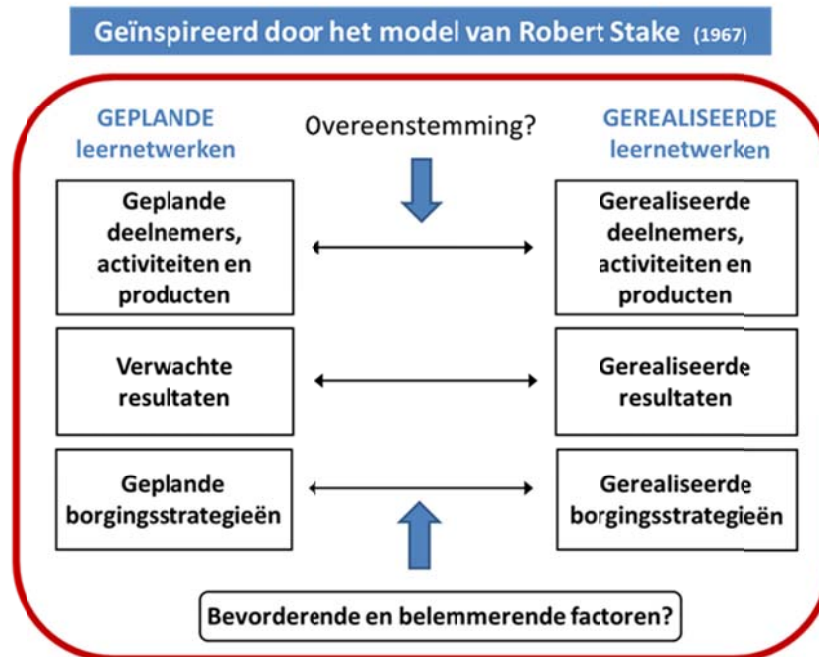 Geïnspireerd door het model van Robert Stake (1967)
GEPLANDE
leernetwerken
Overeenstemming?
GEREALISEERDE
leernetwerken
Geplande
deelnemers,
activiteiten en
producten
Gerealiseerde
deelnemers,
activiteiten en
producten
Verwachte
resultaten
Gerealiseerde
resultaten
Geplande
borgingsstrategieën
Gerealiseerde
borgingsstrategieën
Bevorderende en belemmerende factoren?